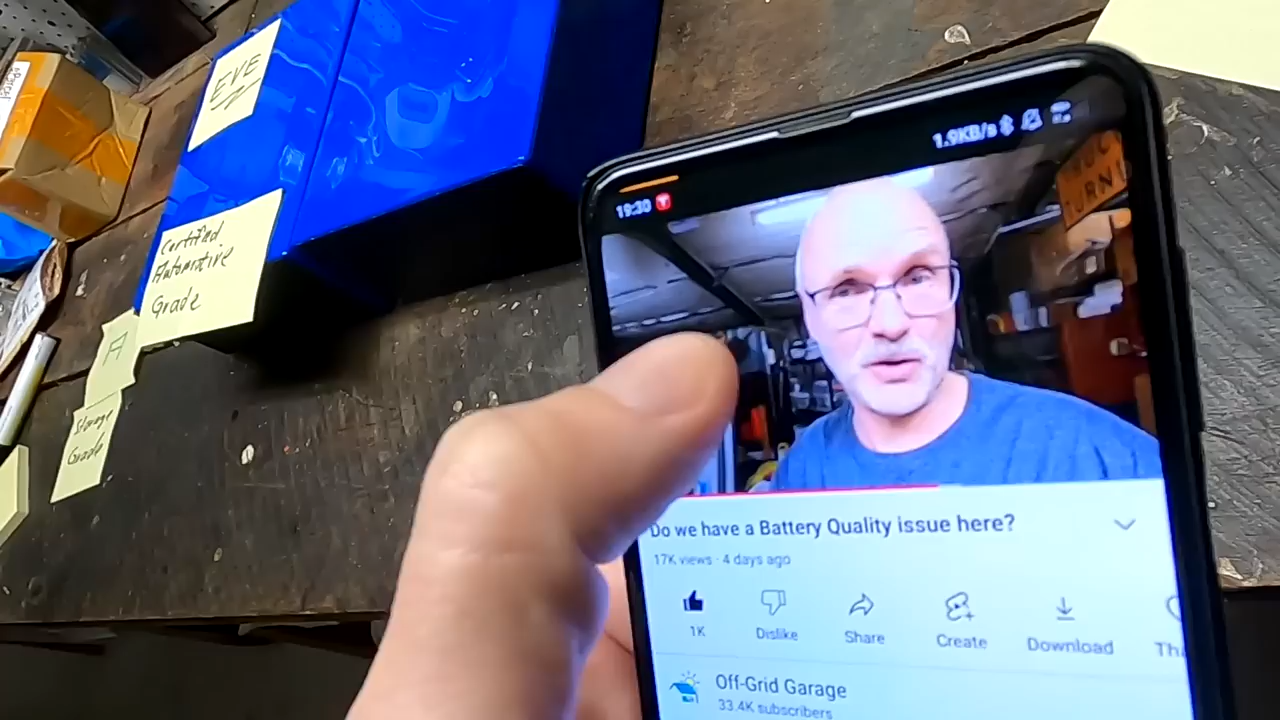 EVE
Certified
Automotive
Grade
A
Storage
Grade
19:30
1.9KB/s
TURNI
Do we have a Battery Quality issue here?
17K views · 4 days ago
1K
Dislike
Share
Create
Download
Off-Grid Garage
33.4K subscribers